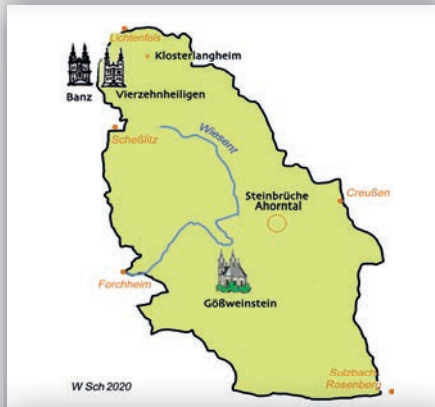 Lichtenfels
Klosterlangheim
Banz
Vierzehnheiligen
Scheßlitz
Wiesent
Steinbrüche
Ahorntal
Creußen
Forchheim
Gößweinstein
Sulzbach
Rosenberg
W Sch 2020